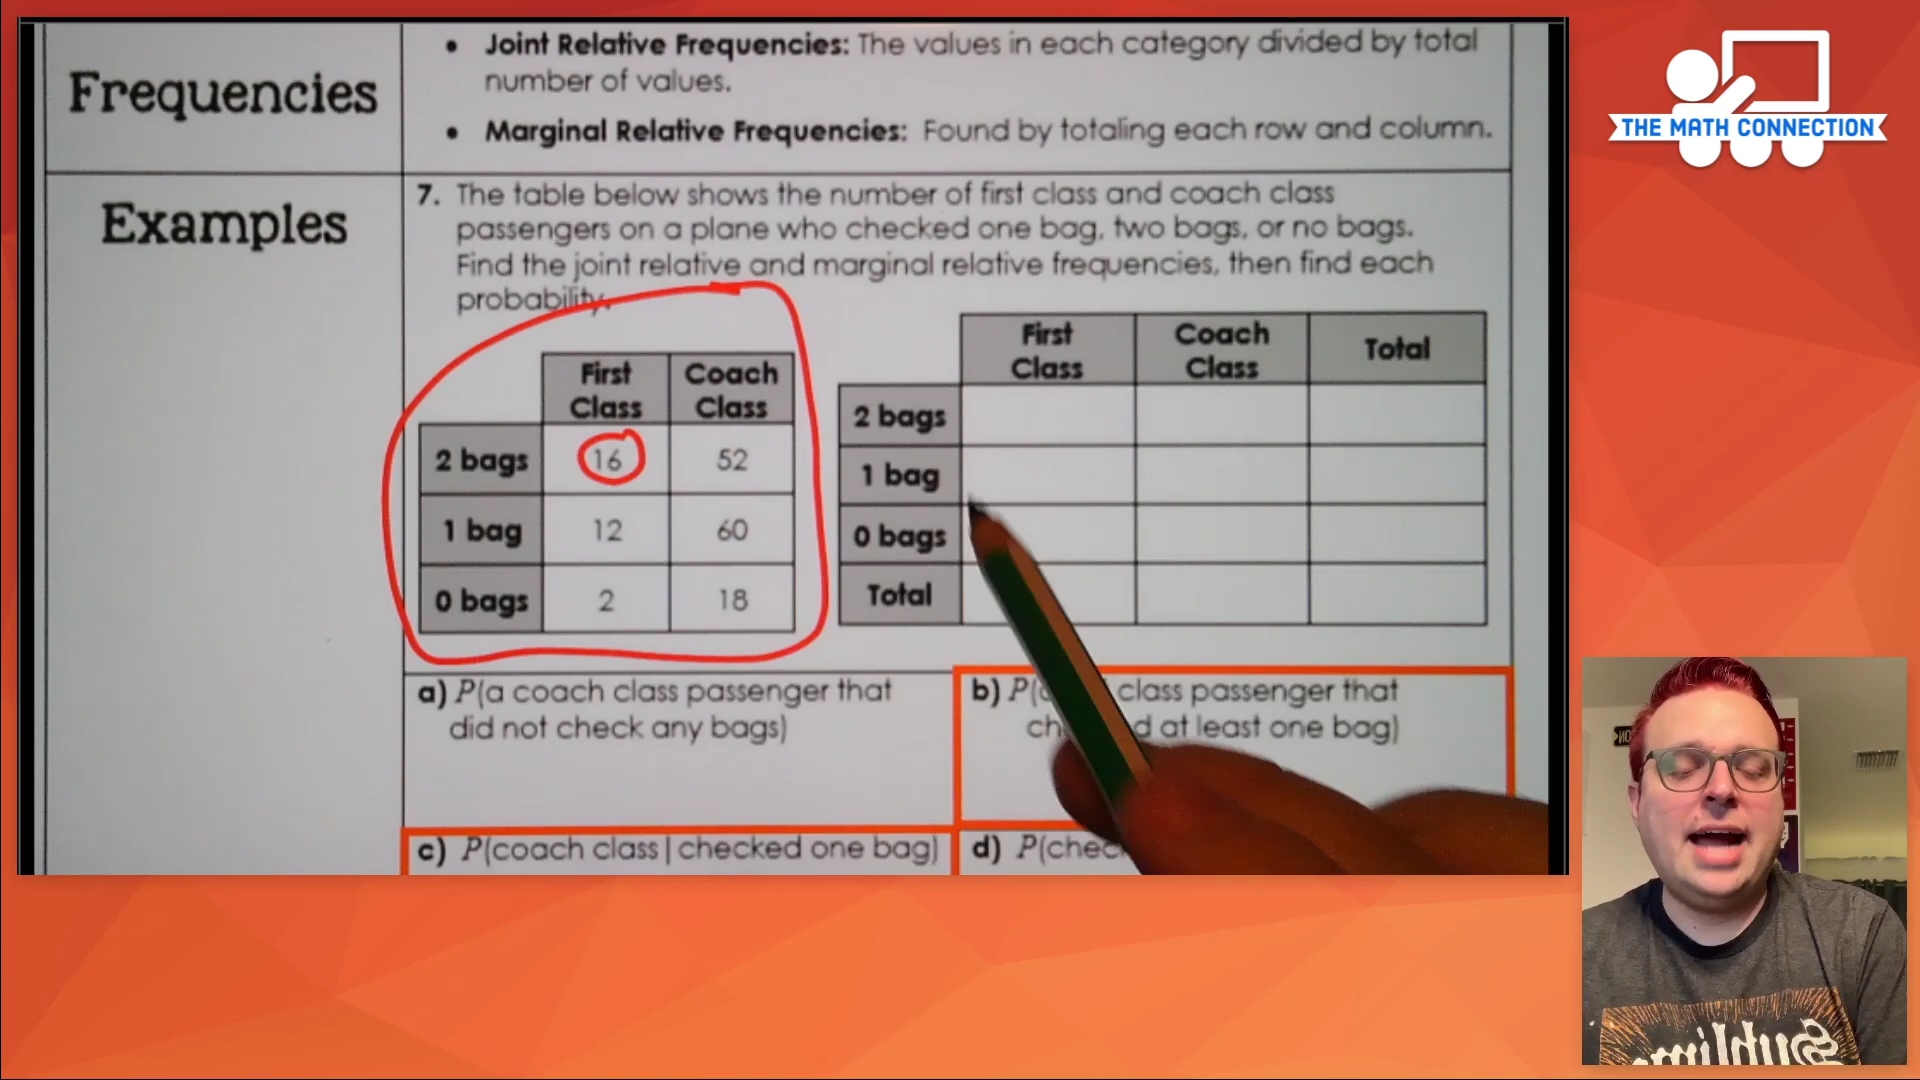 Frequencies
• Joint Relative Frequencies: The values in each category divided by total
number of values.
• Marginal Relative Frequencies: Found by totaling each row and column.
Examples
7. The table below shows the number of first class and coach class
passengers on a plane who checked one bag, two bags, or no bags.
Find the joint relative and marginal relative frequencies, then find each
probability.
First Class Coach Class
2 bags 16 52
1 bag 12 60
0 bags 2 18
First Class Coach Class Total
2 bags
1 bag
0 bags
Total
a) P(a coach class passenger that
did not check any bags)
b) P( class passenger that
at least one bag)
c) P(coach class|checked one bag)
d)
THE MATH CONNECTION